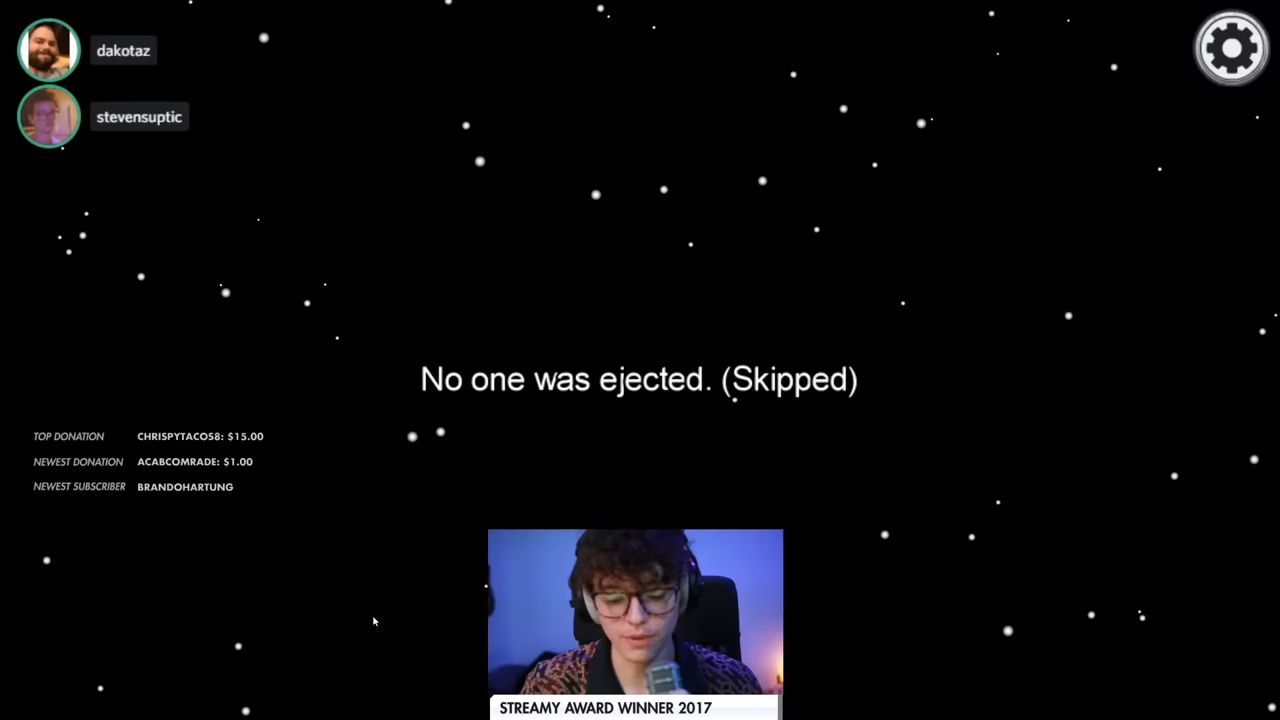 dakotaz
stevensuptic
No one was ejected. (Skipped)
TOP DONATION CHRISPYTACOS8: $15.00
NEWEST DONATION ACABCOMRADE: $1.00
NEWEST SUBSCRIBER BRANDOHARTUNG
STREAMY AWARD WINNER 2017